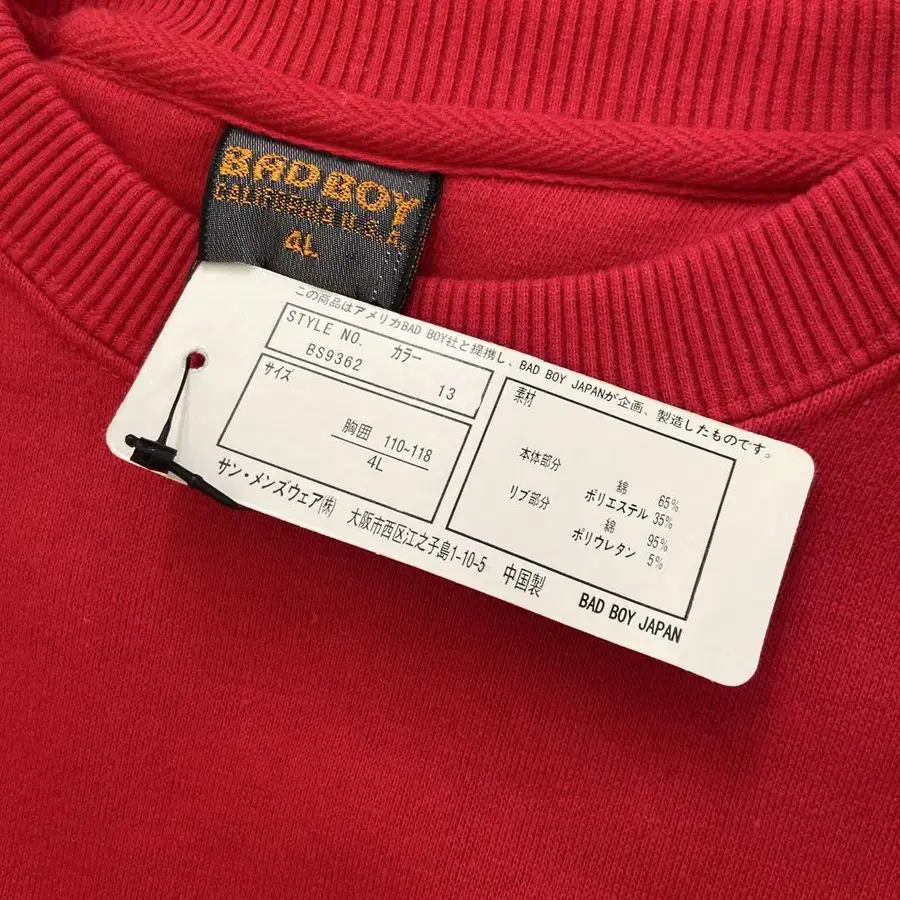 BAD BOY
CALIFORNIA U.S.A.
4L
この商品はアメリカBAD BOY社と提携し、BAD BOY JAPANが企画、製造したものです。
STYLE NO. カラー
BS9362 13
サイズ
胸囲 110~118
4L
素材
本体部分
綿 65%
ポリエステル 35%
リブ部分
綿 95%
ポリウレタン 5%
サン・メンズウェア㈱ 大阪市西区江之子島1-10-5 中国製
BAD BOY JAPAN